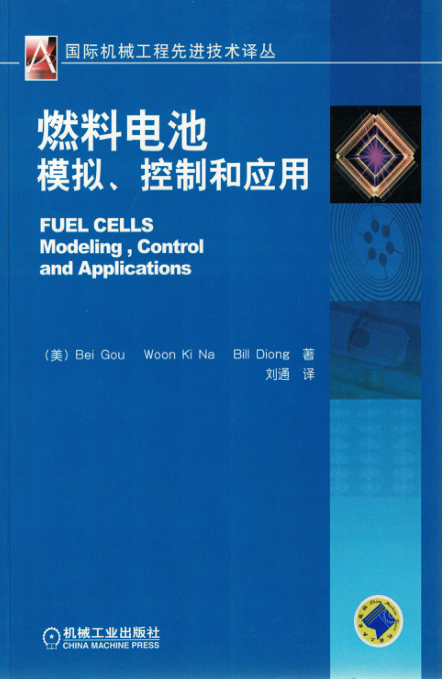 国际机械工程先进技术译丛
燃料电池
模拟、控制和应用
FUEL CELLS
Modeling , Control
and Applications
(美) Bei Gou Woon Ki Na Bill Diong 著
刘通 译
机械工业出版社
CHINA MACHINE PRESS